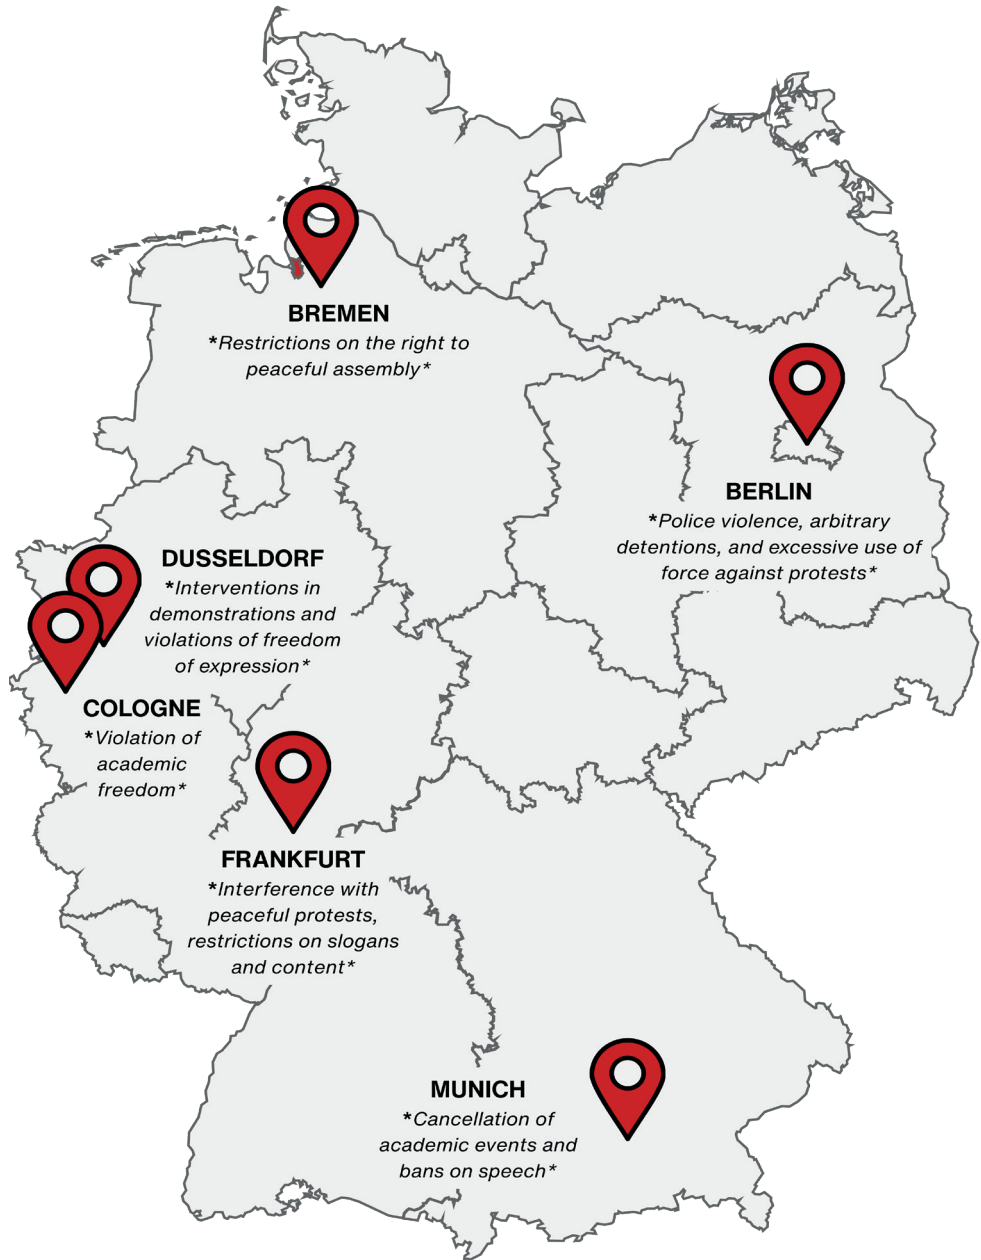 BREMEN
*Restrictions on the right to
peaceful assembly*
BERLIN
*Police violence, arbitrary
detentions, and excessive use of
force against protests*
DUSSELDORF
*Interventions in
demonstrations and
violations of freedom
of expression*
COLOGNE
*Violation of
academic
freedom*
FRANKFURT
*Interference with
peaceful protests,
restrictions on slogans
and content*
MUNICH
*Cancellation of
academic events and
bans on speech*